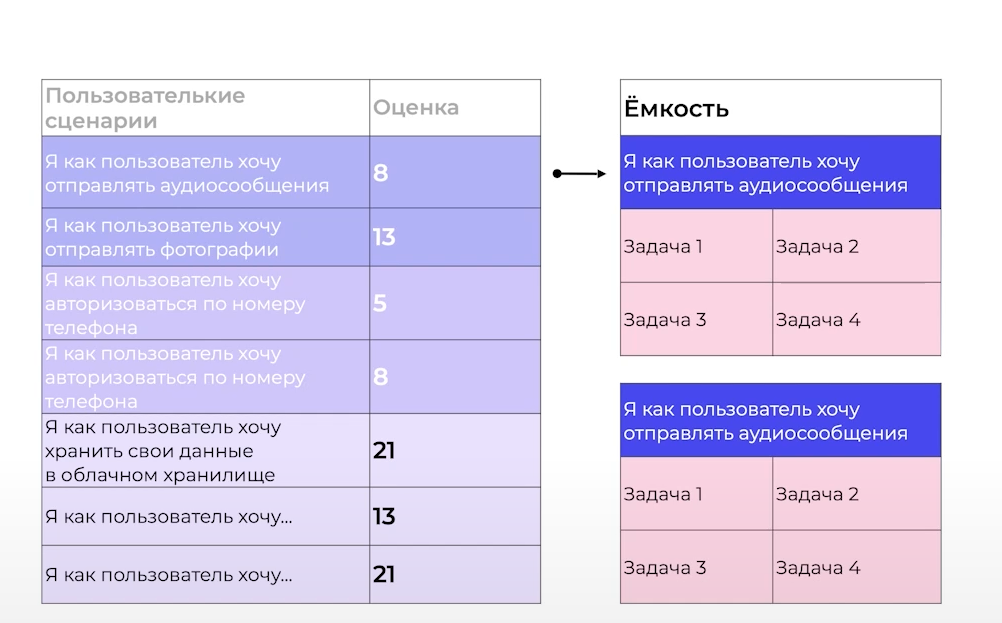 Пользователькие
сценарии
Оценка
Я как пользователь хочу
отправлять аудиосообщения
8
Я как пользователь хочу
отправлять фотографии
13
Я как пользователь хочу
авторизоваться по номеру
телефона
5
Я как пользователь хочу
авторизоваться по номеру
телефона
8
Я как пользователь хочу
хранить свои данные
в облачном хранилище
21
Я как пользователь хочу...
13
Я как пользователь хочу...
21
Ёмкость
Я как пользователь хочу
отправлять аудиосообщения
Задача 1
Задача 2
Задача 3
Задача 4
Я как пользователь хочу
отправлять аудиосообщения
Задача 1
Задача 2
Задача 3
Задача 4